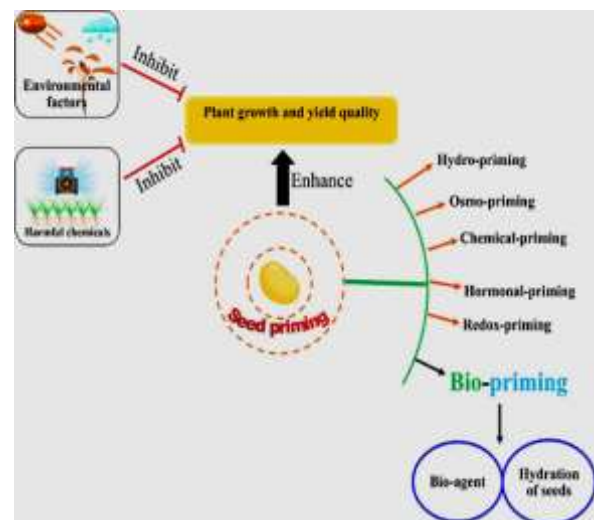 Environmental
factors
Inhibit
Plant growth and yield quality
Harmful chemicals
Inhibit
Enhance
Seed priming
Hydro-priming
Osmo-priming
Chemical-priming
Hormonal-priming
Redox-priming
Bio-priming
Bio-agent
Hydration
of seeds